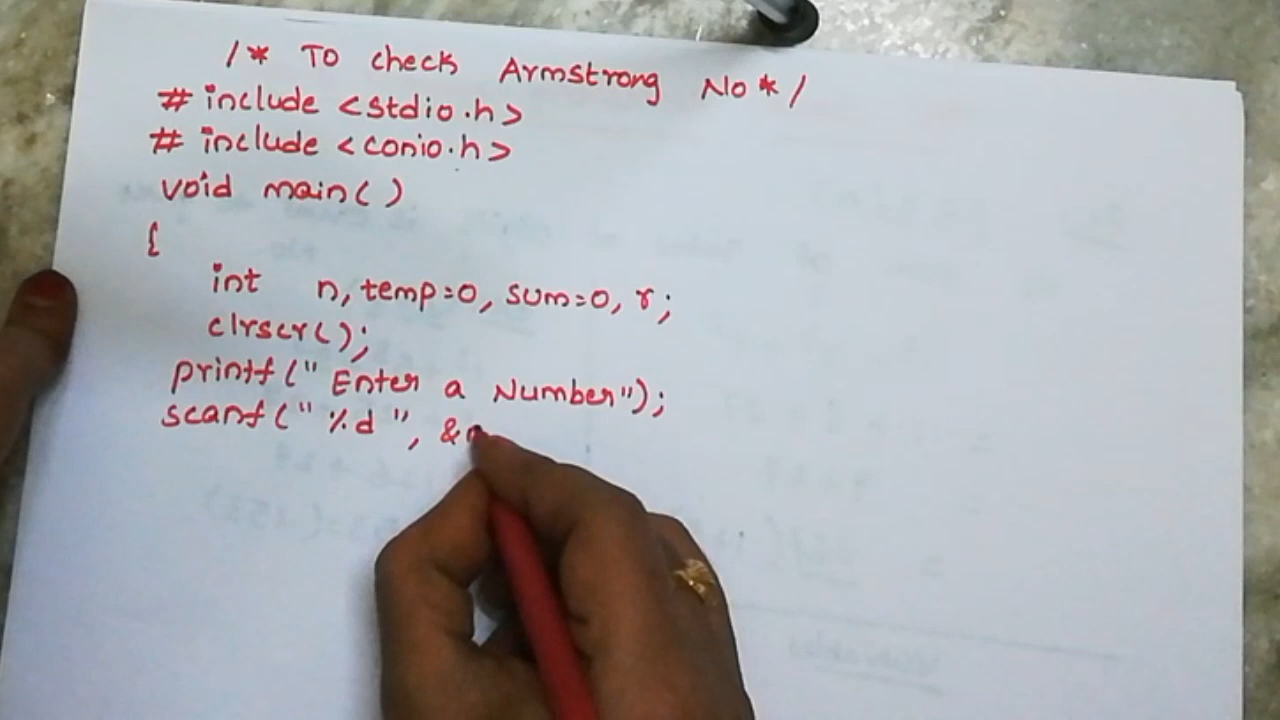 /* To check Armstrong No */
# include <stdio.h>
# include <conio.h>
void main()
{
int n, temp=0, sum=0, r;
clrscr();
printf(" Enter a Number");
scanf(" %d ", &